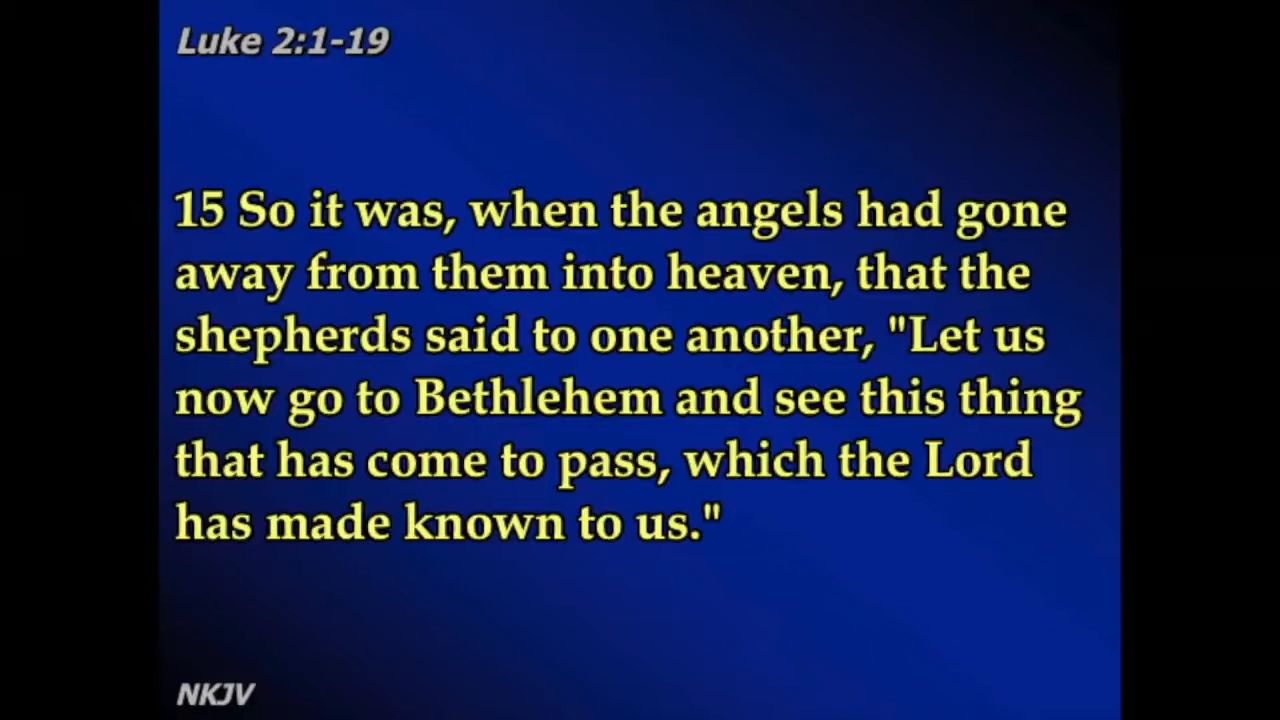 Luke 2:1-19
15 So it was, when the angels had gone
away from them into heaven, that the
shepherds said to one another, "Let us
now go to Bethlehem and see this thing
that has come to pass, which the Lord
has made known to us."
NKJV